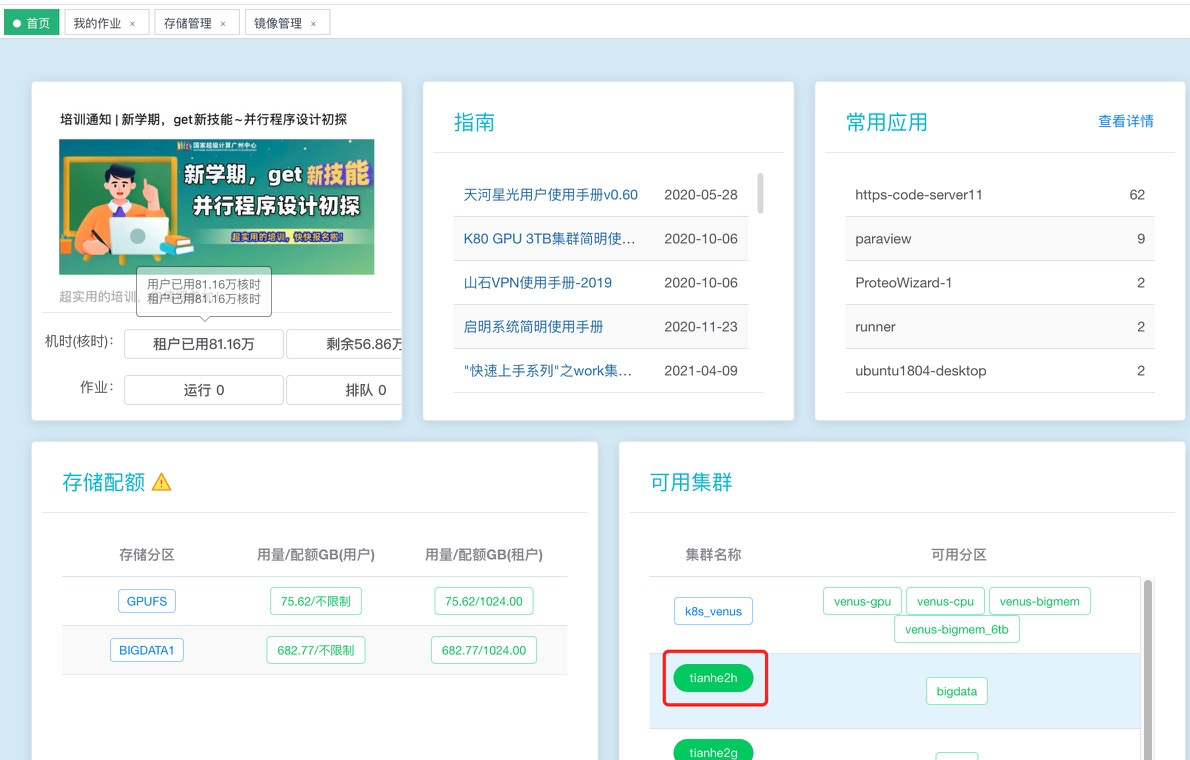 首页
我的作业 ×
存储管理 ×
镜像管理 ×
培训通知 | 新学期，get新技能~并行程序设计初探
国家超级计算广州中心
新学期，get 新技能
并行程序设计初探
超实用的培训，快快报名啦！
超实用的培训，
用户已用81.16万核时
租户已用81.16万核时
机时(核时): 租户已用81.16万 剩余56.86万
作业: 运行 0 排队 0
指南
天河星光用户使用手册v0.60 2020-05-28
K80 GPU 3TB集群简明使... 2020-10-06
山石VPN使用手册-2019 2020-10-06
启明系统简明使用手册 2020-11-23
"快速上手系列"之work集... 2021-04-09
常用应用 查看详情
https-code-server11 62
paraview 9
ProteoWizard-1 2
runner 2
ubuntu1804-desktop 2
存储配额
存储分区 用量/配额GB(用户) 用量/配额GB(租户)
GPUFS 75.62/不限制 75.62/1024.00
BIGDATA1 682.77/不限制 682.77/1024.00
可用集群
集群名称 可用分区
k8s_venus venus-gpu venus-cpu venus-bigmem
venus-bigmem_6tb
tianhe2h bigdata
tianhe2g